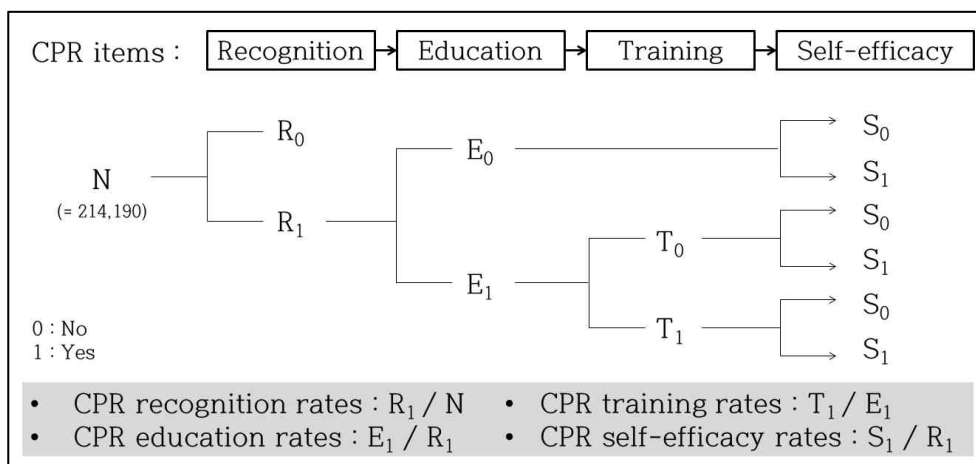 CPR items : Recognition Education Training Self-efficacy
S₀
R₀
E₀
N
S₁
(= 214,190)
R₁
S₀
T₀
S₁
E₁
S₀
0 : No
T₁
1 : Yes
S₁
• CPR recognition rates : R₁ / N • CPR training rates : T₁ / E₁
• CPR education rates : E₁ / R₁ • CPR self-efficacy rates : S₁ / R₁